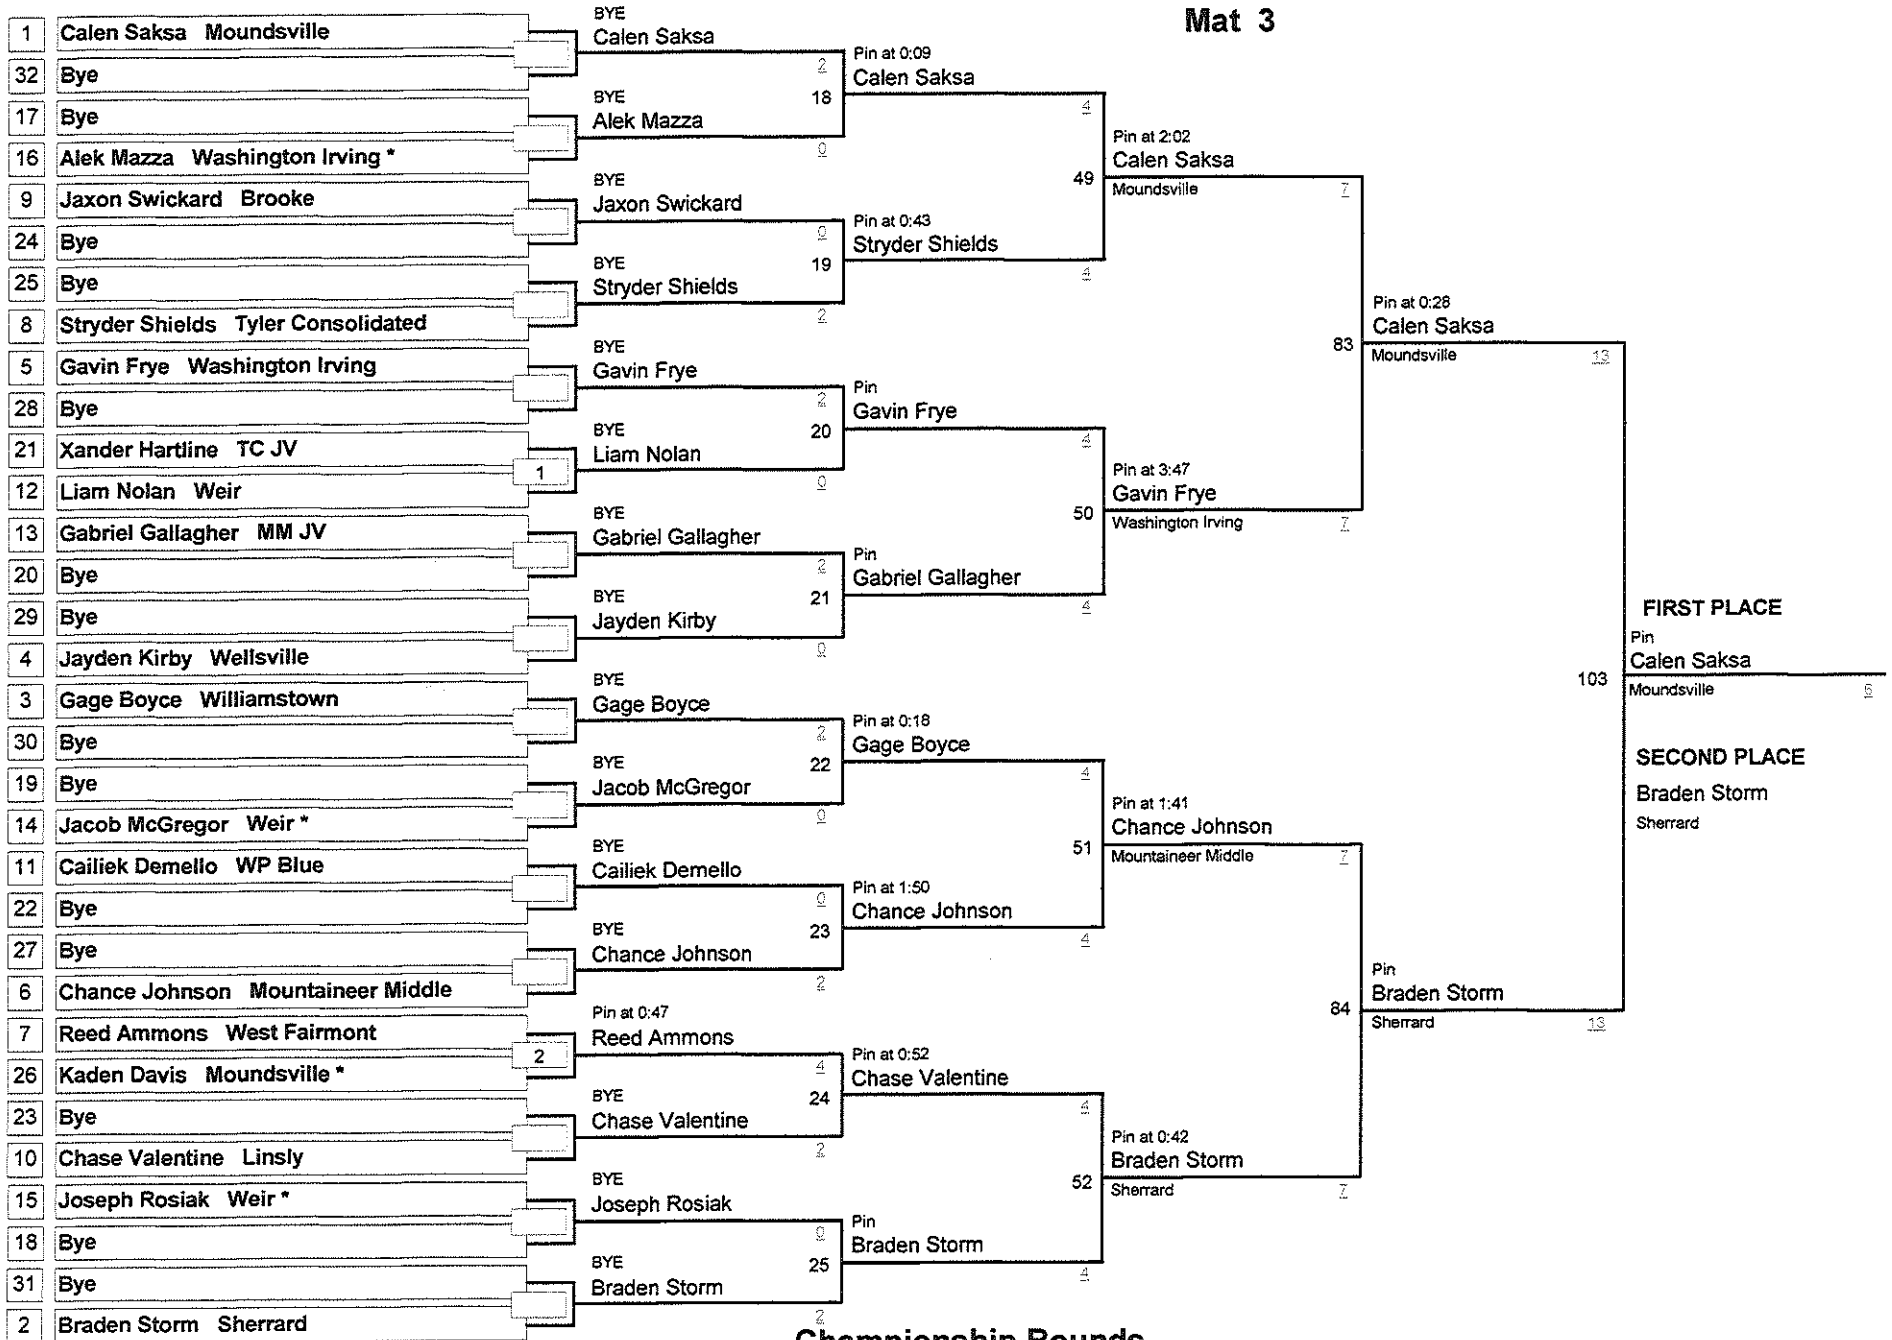 Mat 3
1 Calen Saksa Moundsville
32 Bye
17 Bye
16 Alek Mazza Washington Irving *
9 Jaxon Swickard Brooke
24 Bye
25 Bye
8 Stryder Shields Tyler Consolidated
5 Gavin Frye Washington Irving
28 Bye
21 Xander Hartline TC JV
1
12 Liam Nolan Weir
13 Gabriel Gallagher MM JV
20 Bye
29 Bye
4 Jayden Kirby Wellsville
3 Gage Boyce Williamstown
30 Bye
19 Bye
14 Jacob McGregor Weir *
11 Cailiek Demello WP Blue
22 Bye
27 Bye
6 Chance Johnson Mountaineer Middle
7 Reed Ammons West Fairmont
2
26 Kaden Davis Moundsville *
23 Bye
10 Chase Valentine Linsly
15 Joseph Rosiak Weir *
18 Bye
31 Bye
2 Braden Storm Sherrard
BYE
Calen Saksa
2
18
BYE
Alek Mazza
0
BYE
Jaxon Swickard
0
19
BYE
Stryder Shields
2
BYE
Gavin Frye
2
20
BYE
Liam Nolan
0
BYE
Gabriel Gallagher
2
21
BYE
Jayden Kirby
0
BYE
Gage Boyce
2
22
BYE
Jacob McGregor
0
BYE
Cailiek Demello
0
23
BYE
Chance Johnson
2
Pin at 0:47
Reed Ammons
4
24
BYE
Chase Valentine
2
BYE
Joseph Rosiak
0
25
BYE
Braden Storm
2
Pin at 0:09
Calen Saksa
4
49
Pin at 0:43
Stryder Shields
4
Pin
Gavin Frye
4
50
Pin
Gabriel Gallagher
4
Pin at 0:18
Gage Boyce
4
51
Pin at 1:50
Chance Johnson
4
Pin at 0:52
Chase Valentine
4
52
Pin
Braden Storm
4
Pin at 2:02
Calen Saksa
Moundsville 7
83
Pin at 3:47
Gavin Frye
Washington Irving 7
Pin at 1:41
Chance Johnson
Mountaineer Middle 7
84
Pin at 0:42
Braden Storm
Sherrard 7
Pin at 0:28
Calen Saksa
Moundsville 13
103
Pin
Braden Storm
Sherrard 13
FIRST PLACE
Pin
Calen Saksa
Moundsville 6
SECOND PLACE
Braden Storm
Sherrard
Championship Rounds